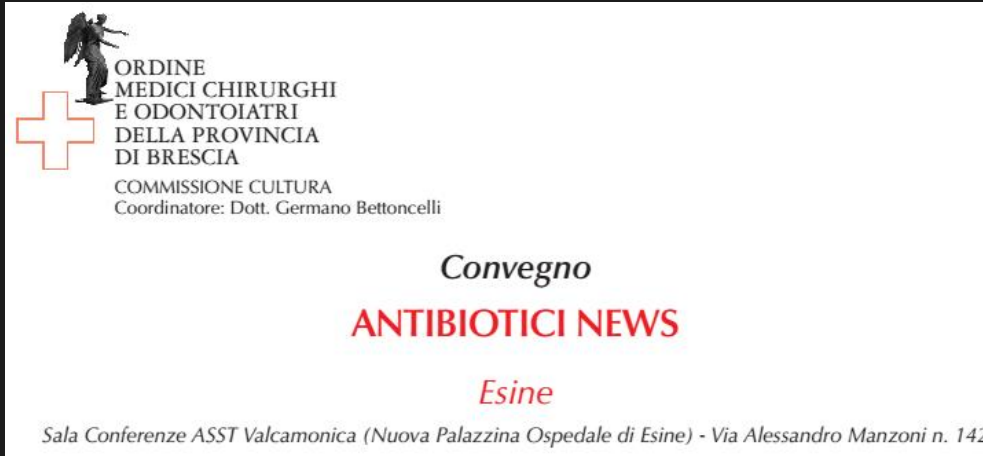 ORDINE
MEDICI CHIRURGHI
E ODONTOIATRI
DELLA PROVINCIA
DI BRESCIA
COMMISSIONE CULTURA
Coordinatore: Dott. Germano Bettoncelli
Convegno
ANTIBIOTICI NEWS
Esine
Sala Conferenze ASST Valcamonica (Nuova Palazzina Ospedale di Esine) - Via Alessandro Manzoni n. 142